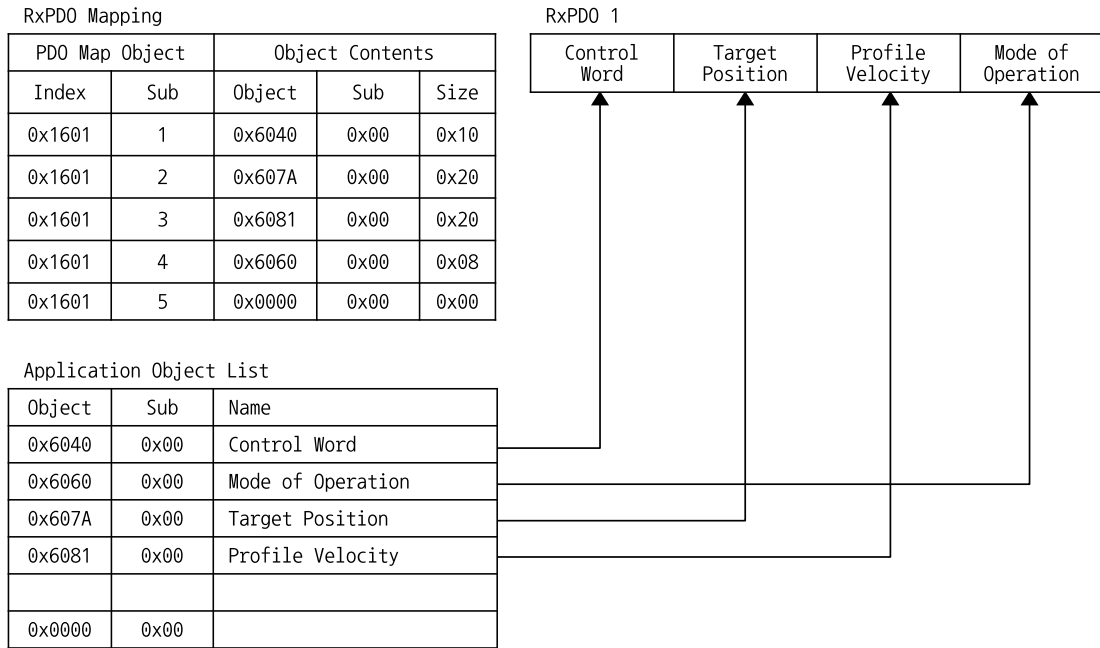 RxPDO Mapping
PDO Map Object Object Contents
Index Sub Object Sub Size
0x1601 1 0x6040 0x00 0x10
0x1601 2 0x607A 0x00 0x20
0x1601 3 0x6081 0x00 0x20
0x1601 4 0x6060 0x00 0x08
0x1601 5 0x0000 0x00 0x00
RxPDO 1
Control
Word
Target
Position
Profile
Velocity
Mode of
Operation
Application Object List
Object Sub Name
0x6040 0x00 Control Word
0x6060 0x00 Mode of Operation
0x607A 0x00 Target Position
0x6081 0x00 Profile Velocity
0x0000 0x00